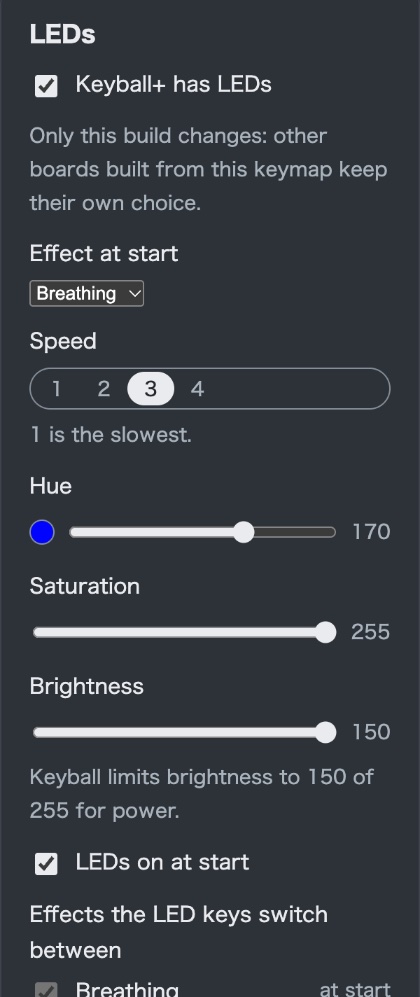 LEDs
Keyball+ has LEDs
Only this build changes: other
boards built from this keymap keep
their own choice.
Effect at start
Breathing
Speed
1 2 3 4
1 is the slowest.
Hue
170
Saturation
255
Brightness
150
Keyball limits brightness to 150 of
255 for power.
LEDs on at start
Effects the LED keys switch
between
Breathing at start